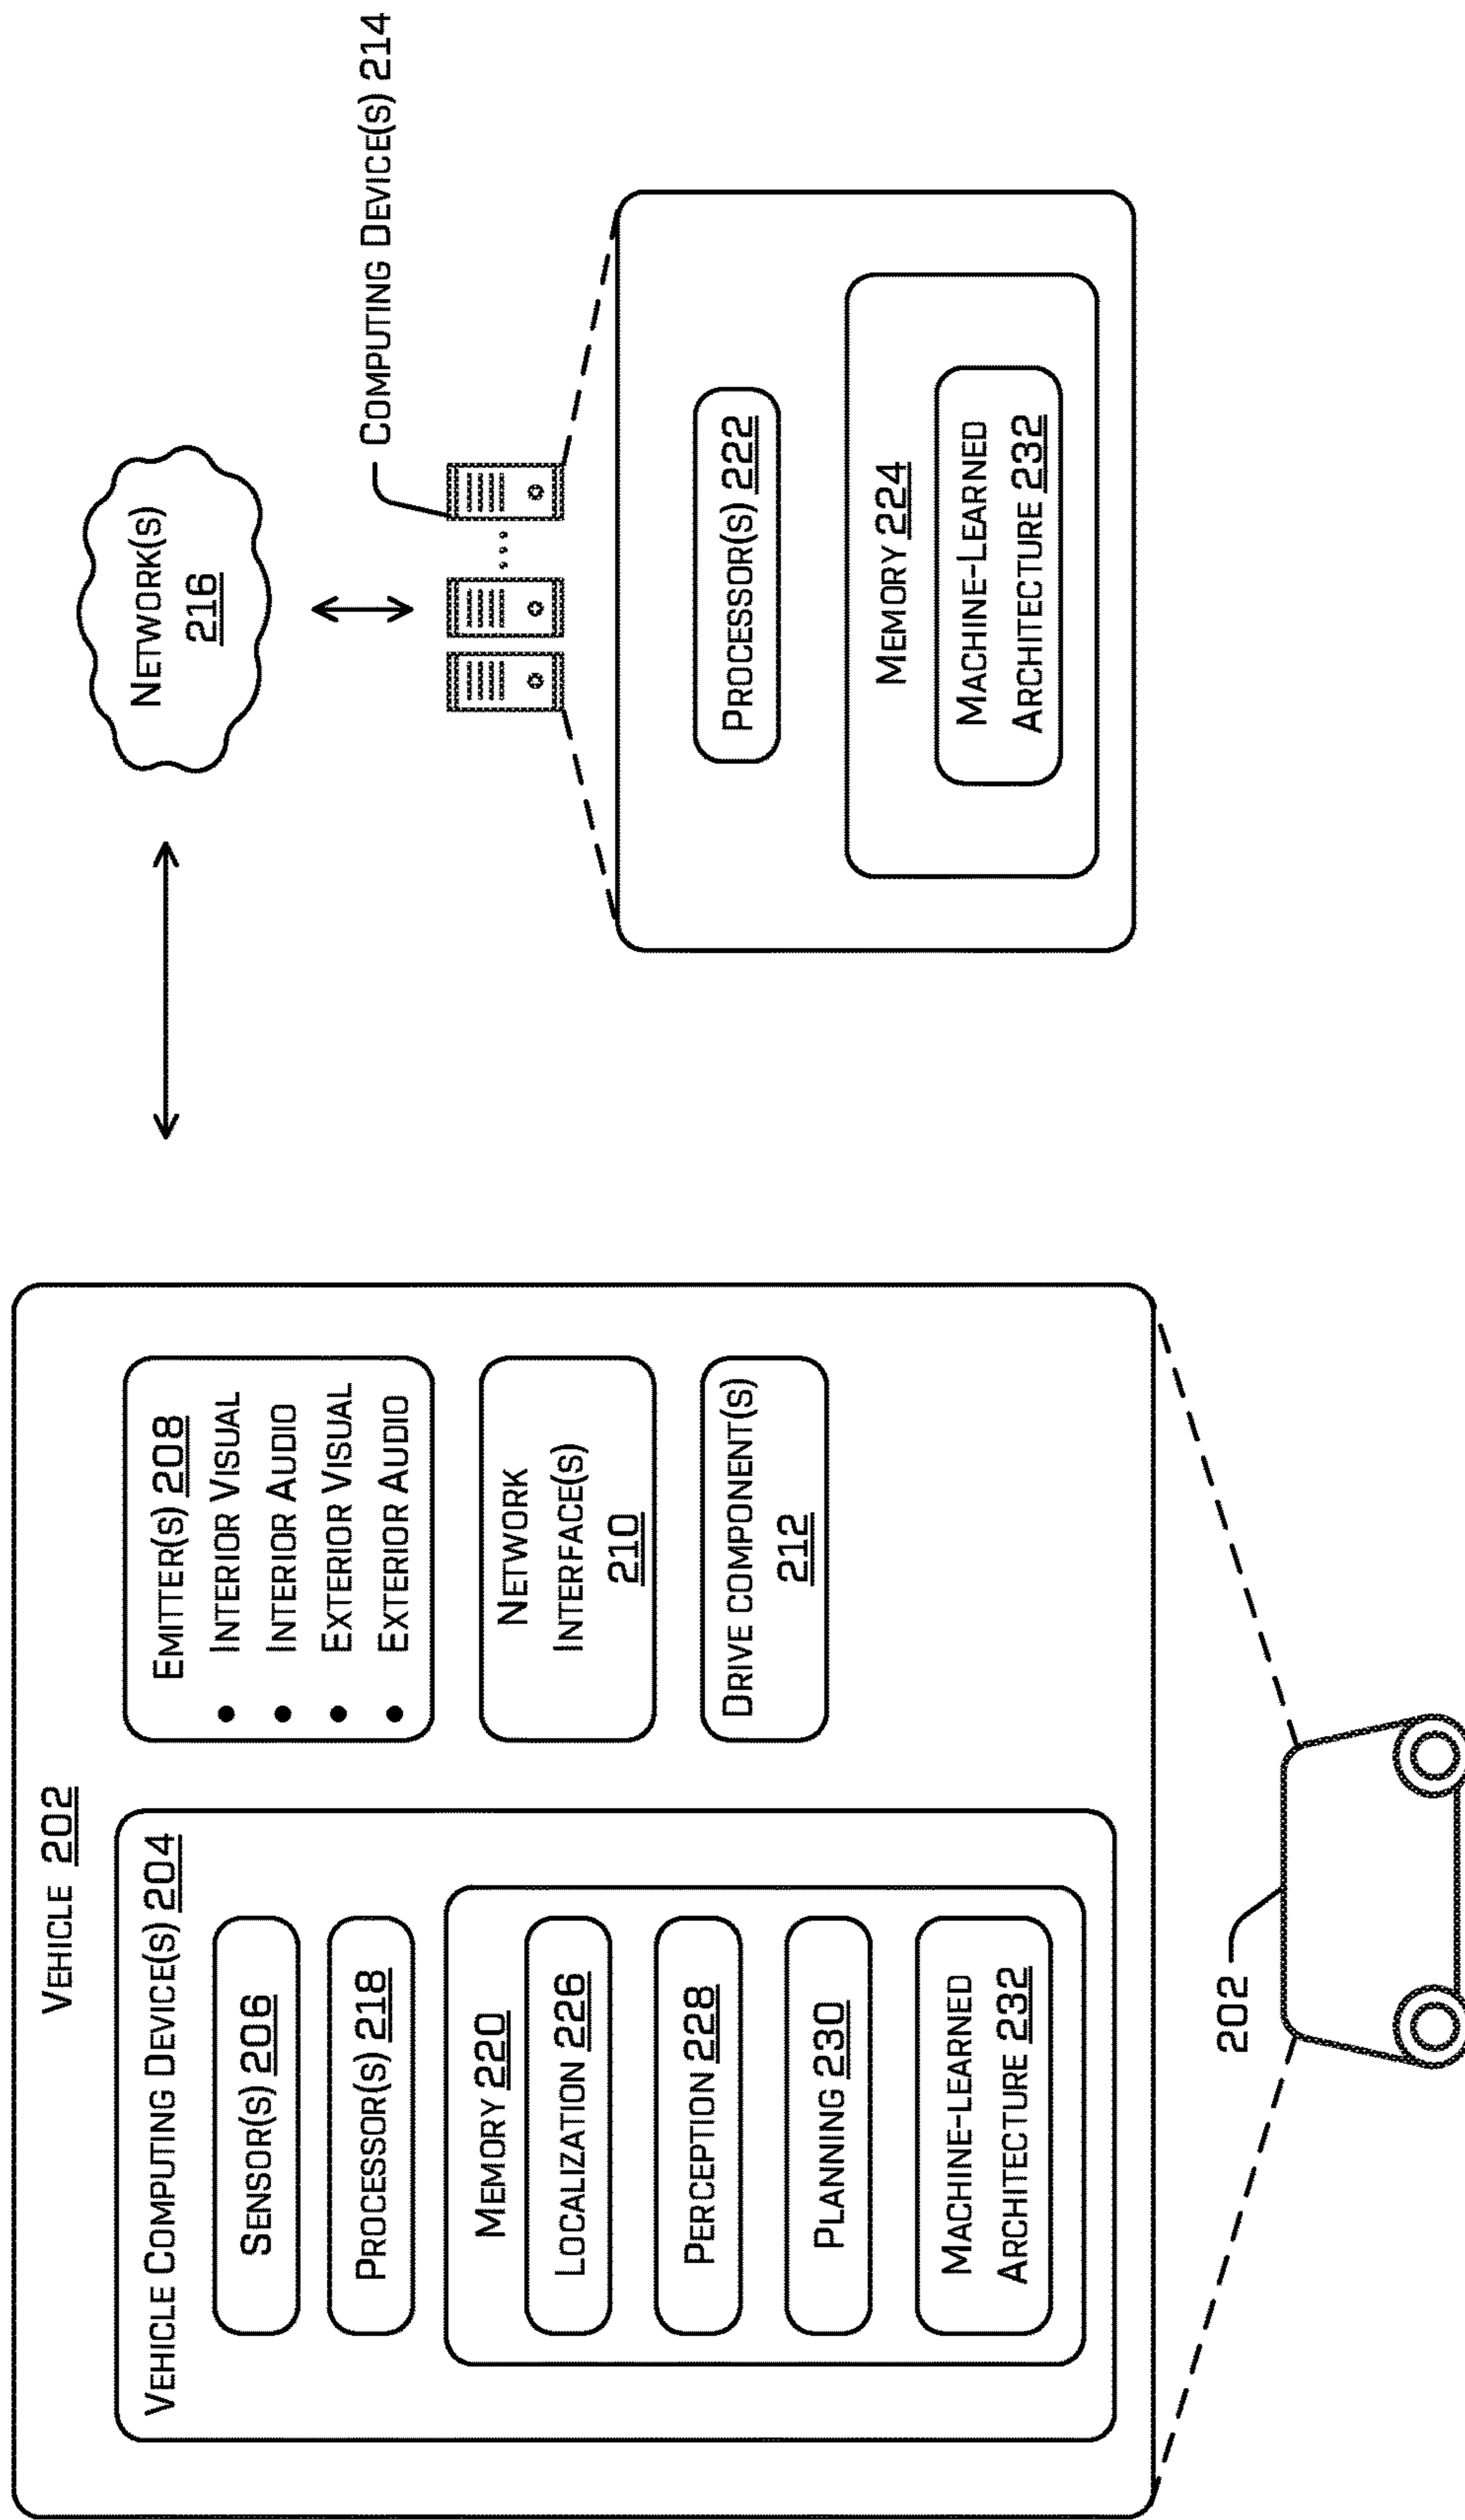 VEHICLE 202
VEHICLE COMPUTING DEVICE(S) 204
SENSOR(S) 206
PROCESSOR(S) 218
MEMORY 220
LOCALIZATION 226
PERCEPTION 228
PLANNING 230
MACHINE-LEARNED
ARCHITECTURE 232
EMITTER(S) 208
• INTERIOR VISUAL
• INTERIOR AUDIO
• EXTERIOR VISUAL
• EXTERIOR AUDIO
NETWORK
INTERFACE(S)
210
DRIVE COMPONENT(S)
212
202
NETWORK(S)
216
COMPUTING DEVICE(S) 214
PROCESSOR(S) 222
MEMORY 224
MACHINE-LEARNED
ARCHITECTURE 232